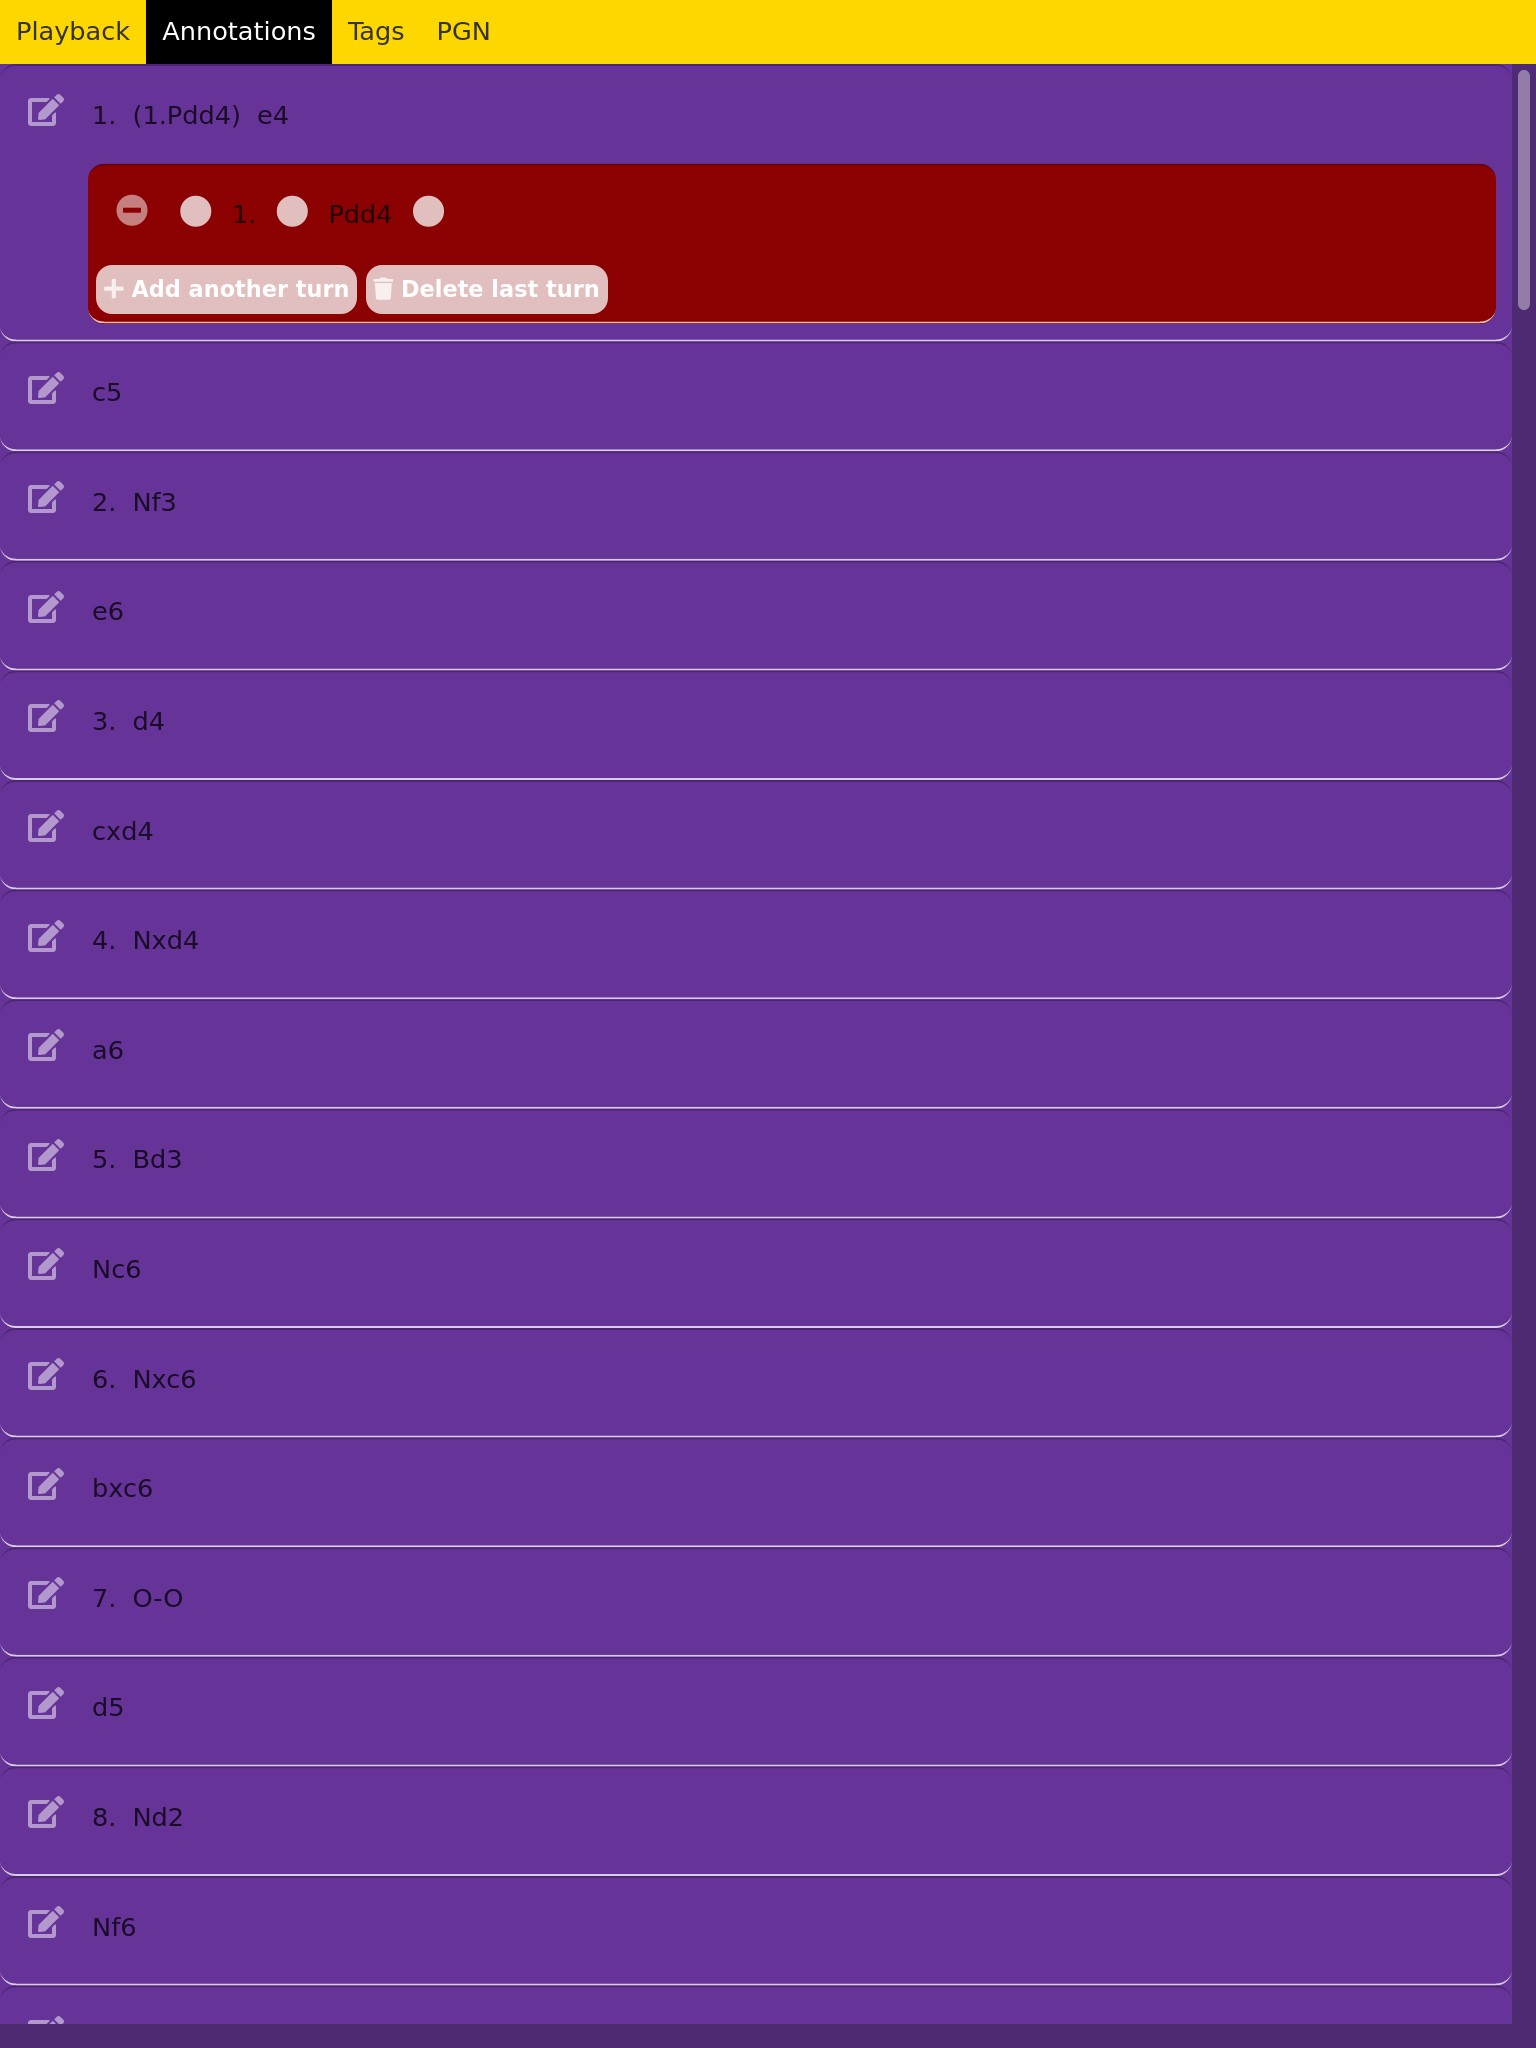 Playback Annotations Tags PGN
1. (1.Pdd4) e4
1. Pdd4
Add another turn Delete last turn
c5
2. Nf3
e6
3. d4
cxd4
4. Nxd4
a6
5. Bd3
Nc6
6. Nxc6
bxc6
7. O-O
d5
8. Nd2
Nf6